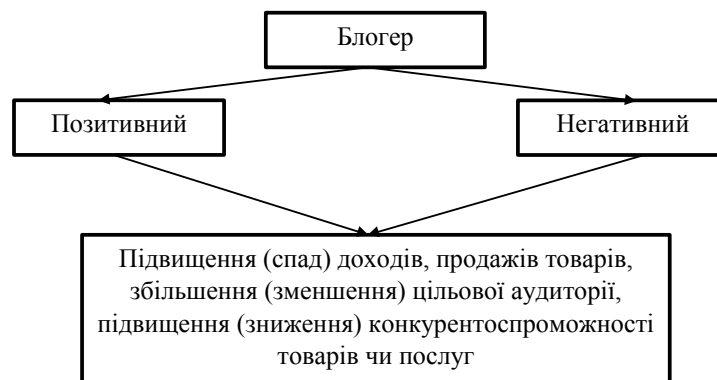 Блогер
Позитивний
Негативний
Підвищення (спад) доходів, продажів товарів,
збільшення (зменшення) цільової аудиторії,
підвищення (зниження) конкурентоспроможності
товарів чи послуг